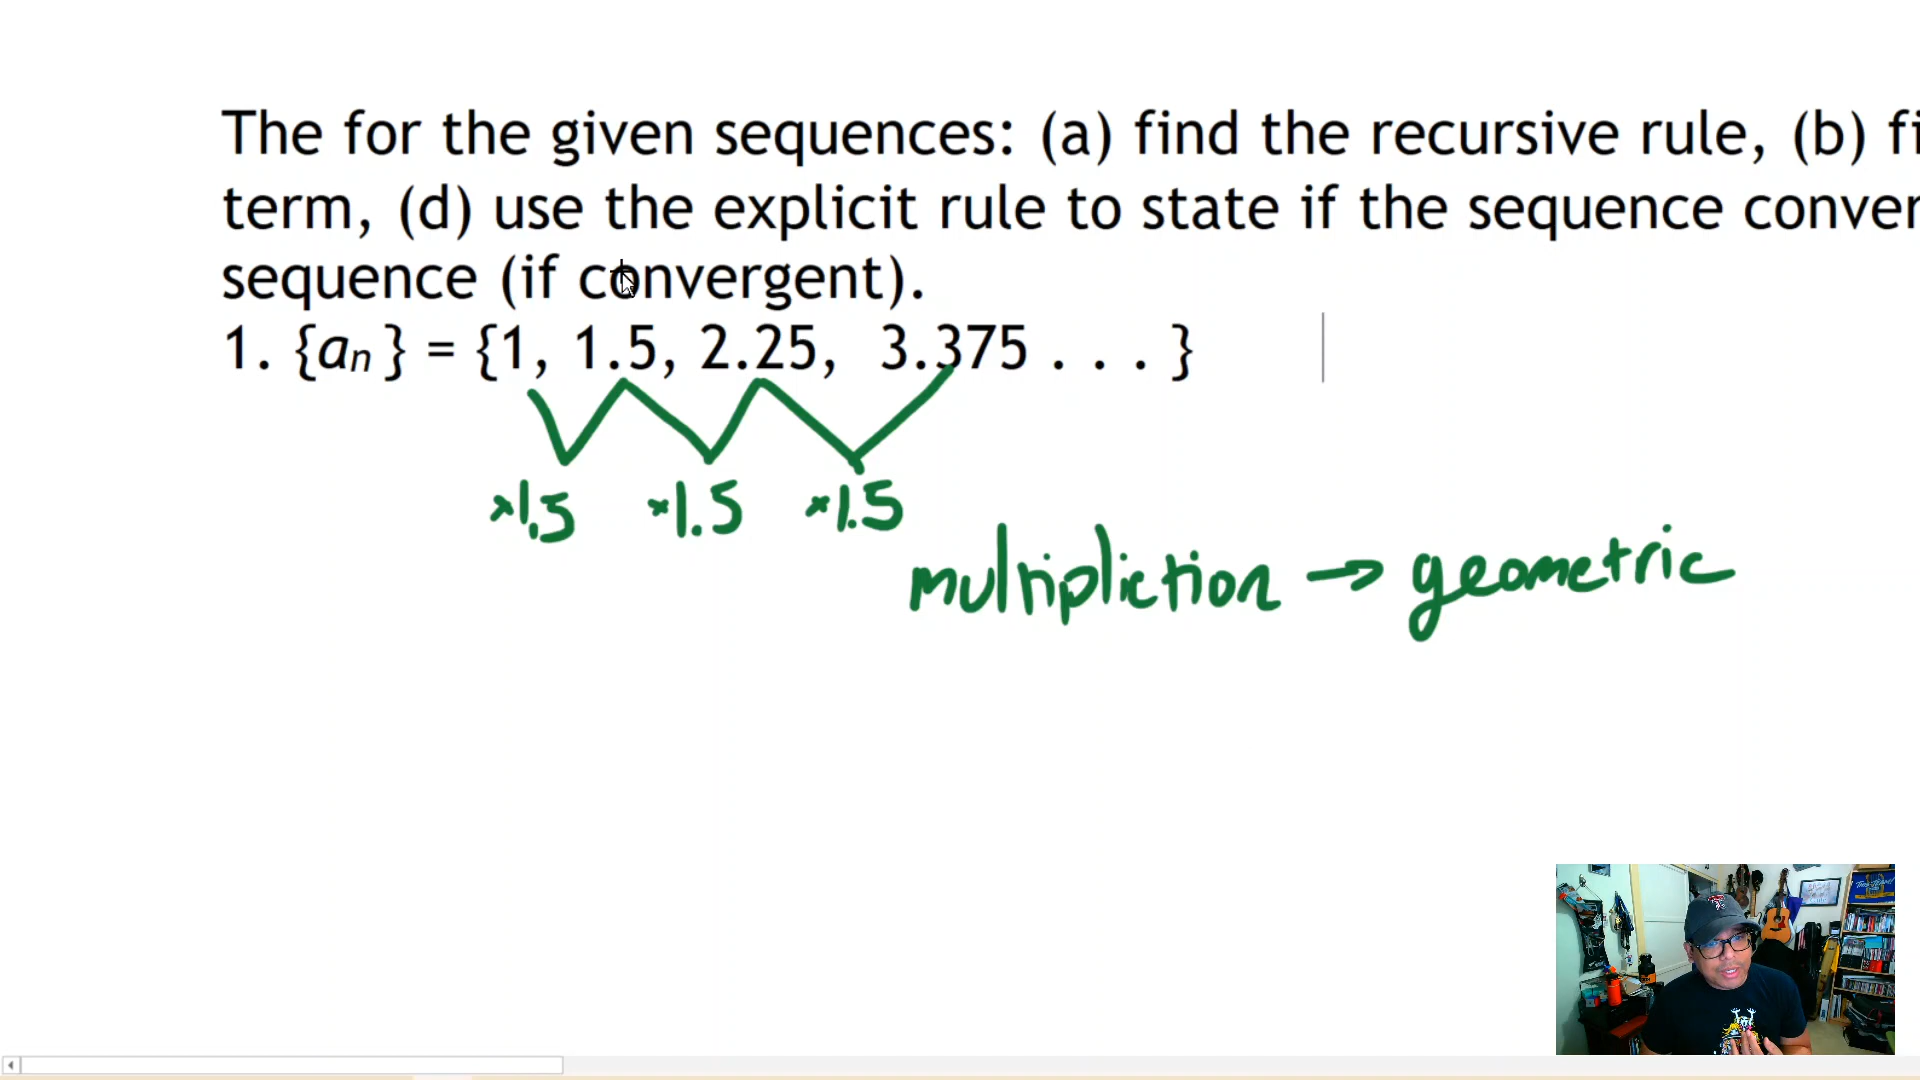 The for the given sequences: (a) find the recursive rule, (b) fi
term, (d) use the explicit rule to state if the sequence conver
sequence (if convergent).
1. {an} = {1, 1.5, 2.25, 3.375 . . . }
×1.5 ×1.5 ×1.5
multipliction → geometric